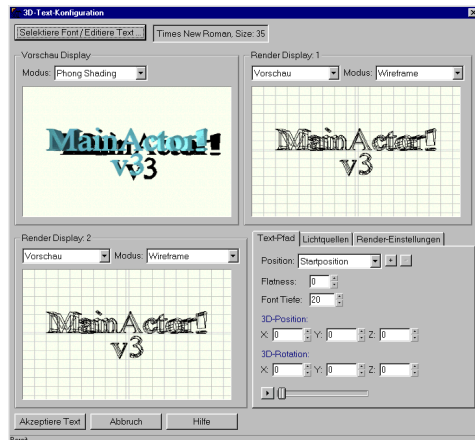 3D-Text-Konfiguration
Selektiere Font / Editiere Text ...
Times New Roman, Size: 35
Vorschau Display
Modus: Phong Shading
MainActor!
v3
Render Display: 1
Vorschau Modus: Wireframe
MainActor!
v3
Render Display: 2
Vorschau Modus: Wireframe
MainActor!
v3
Text-Pfad Lichtquellen Render-Einstellungen
Position: Startposition + -
Flatness: 0
Font Tiefe: 20
3D-Position:
X: 0 Y: 0 Z: 0
3D-Rotation:
X: 0 Y: 0 Z: 0
Akzeptiere Text Abbruch Hilfe